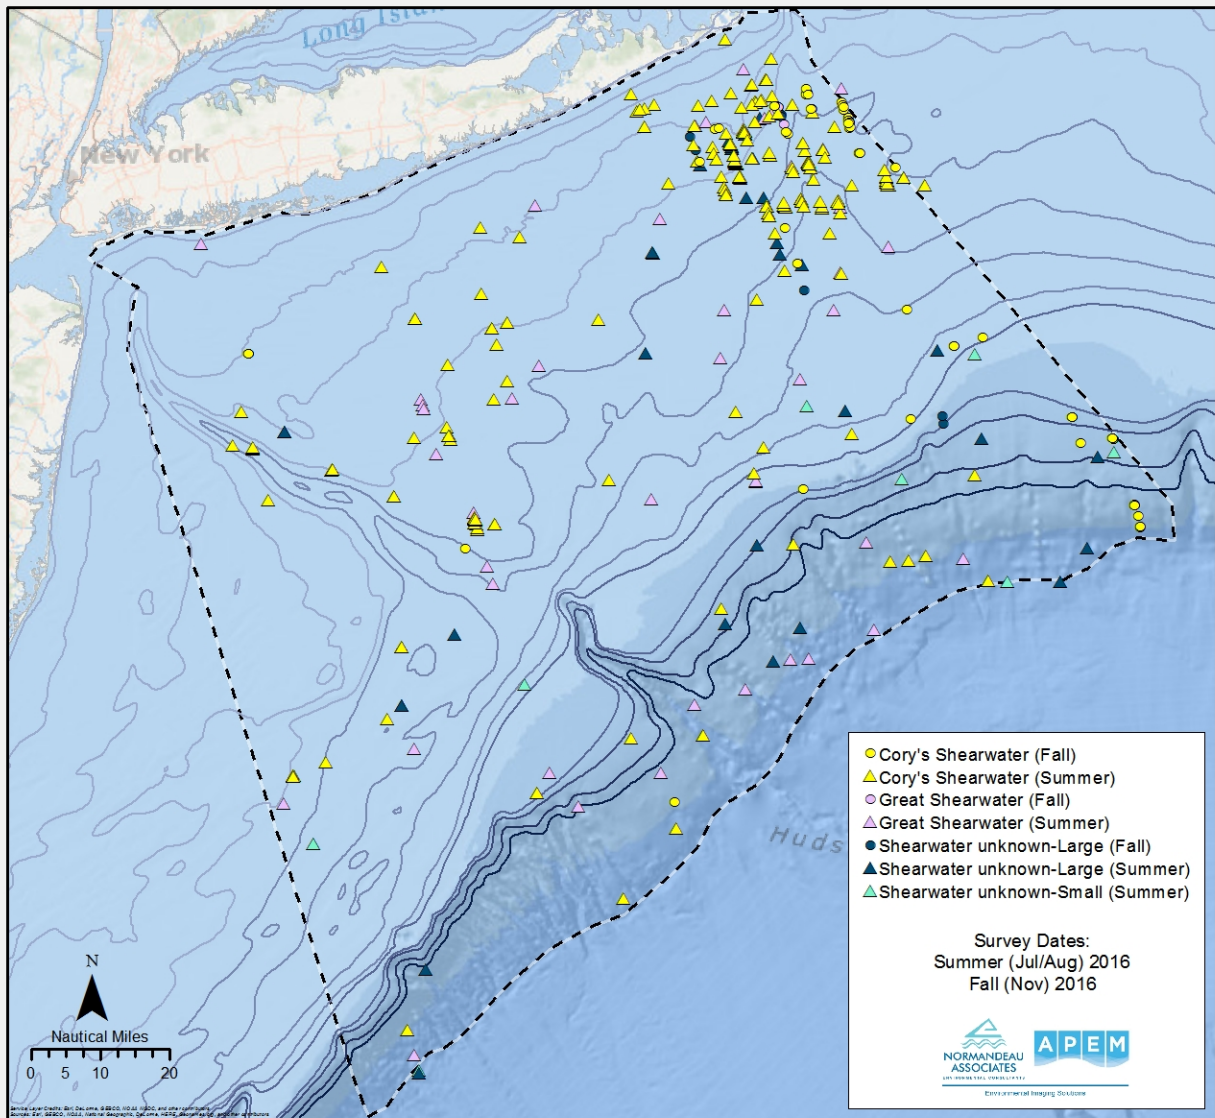 Long Island
New York
Huds
Cory's Shearwater (Fall)
Cory's Shearwater (Summer)
Great Shearwater (Fall)
Great Shearwater (Summer)
Shearwater unknown-Large (Fall)
Shearwater unknown-Large (Summer)
Shearwater unknown-Small (Summer)
Survey Dates:
Summer (Jul/Aug) 2016
Fall (Nov) 2016
NORMANDEAU
ASSOCIATES
ENVIRONMENTAL CONSULTANTS
APEM
Environmental Imaging Solutions
N
Nautical Miles
0 5 10 20